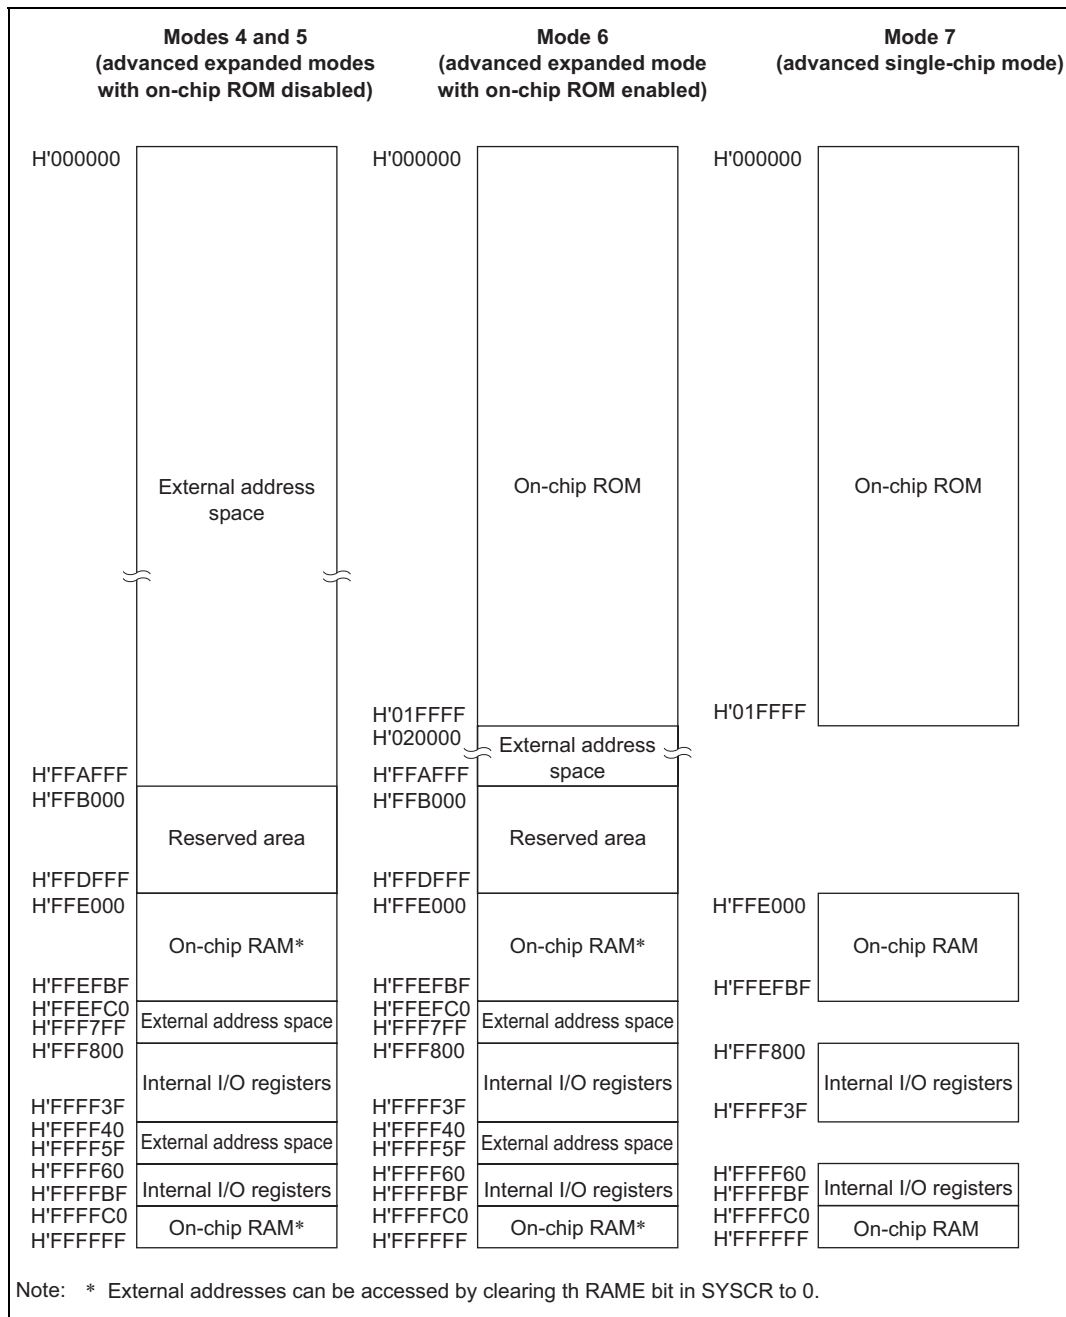 Modes 4 and 5
(advanced expanded modes
with on-chip ROM disabled)
Mode 6
(advanced expanded mode
with on-chip ROM enabled)
Mode 7
(advanced single-chip mode)
H'000000
External address
space
H'FFAFFF
H'FFB000
Reserved area
H'FFDFFF
H'FFE000
On-chip RAM*
H'FFEFBF
H'FFEFC0
External address space
H'FFF7FF
H'FFF800
Internal I/O registers
H'FFFF3F
H'FFFF40
External address space
H'FFFF5F
H'FFFF60
Internal I/O registers
H'FFFFBF
H'FFFFC0
On-chip RAM*
H'FFFFFF
H'000000
On-chip ROM
H'01FFFF
H'020000
External address
space
H'FFAFFF
H'FFB000
Reserved area
H'FFDFFF
H'FFE000
On-chip RAM*
H'FFEFBF
H'FFEFC0
External address space
H'FFF7FF
H'FFF800
Internal I/O registers
H'FFFF3F
H'FFFF40
External address space
H'FFFF5F
H'FFFF60
Internal I/O registers
H'FFFFBF
H'FFFFC0
On-chip RAM*
H'FFFFFF
H'000000
On-chip ROM
H'01FFFF
H'FFE000
On-chip RAM
H'FFEFBF
H'FFF800
Internal I/O registers
H'FFFF3F
H'FFFF60
Internal I/O registers
H'FFFFBF
H'FFFFC0
On-chip RAM
H'FFFFFF
Note: * External addresses can be accessed by clearing th RAME bit in SYSCR to 0.